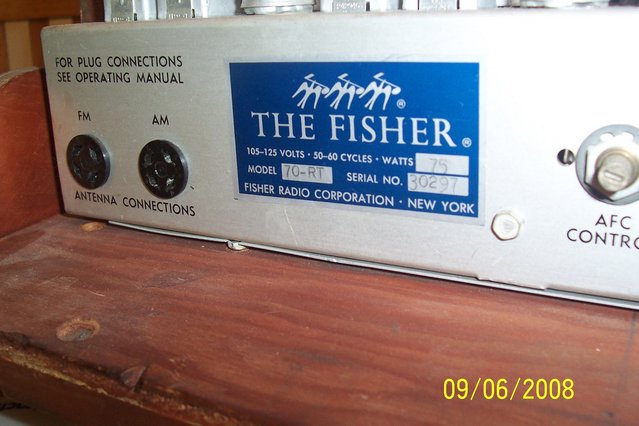 FOR PLUG CONNECTIONS
SEE OPERATING MANUAL
FM AM
ANTENNA CONNECTIONS
THE FISHER®
105–125 VOLTS · 50–60 CYCLES · WATTS 75
MODEL 70-RT SERIAL NO. 30297
FISHER RADIO CORPORATION · NEW YORK
AFC
CONTRO
09/06/2008